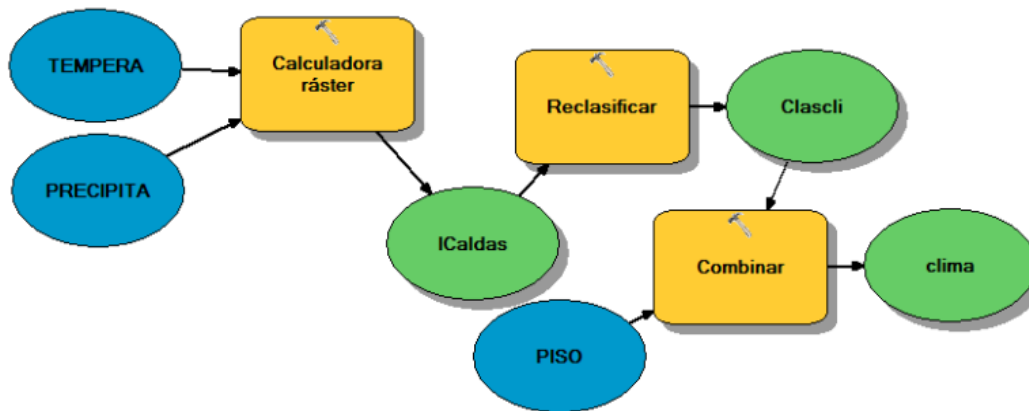 TEMPERA
Calculadora
ráster
PRECIPITA
Reclasificar
Clascli
ICaldas
Combinar
clima
PISO